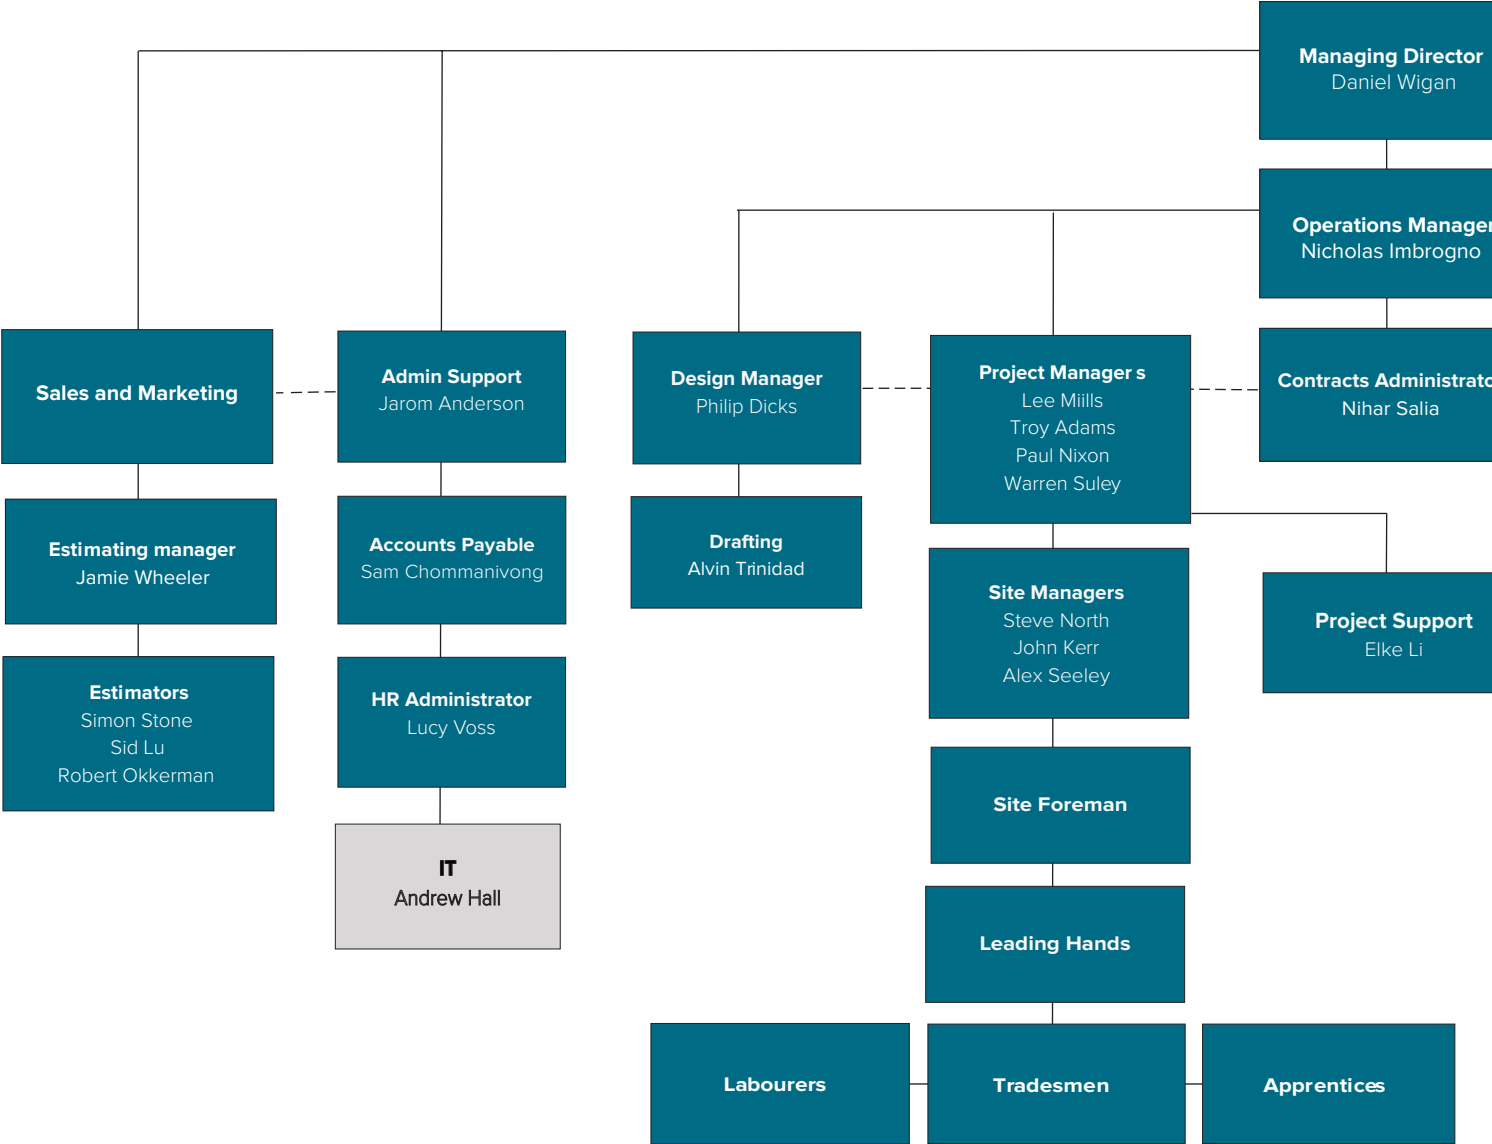 Managing Director
Daniel Wigan
Operations Manager
Nicholas Imbrogno
Sales and Marketing
Admin Support
Jarom Anderson
Design Manager
Philip Dicks
Project Manager s
Lee Miills
Troy Adams
Paul Nixon
Warren Suley
Contracts Administrato
Nihar Salia
Estimating manager
Jamie Wheeler
Accounts Payable
Sam Chommanivong
Drafting
Alvin Trinidad
Site Managers
Steve North
John Kerr
Alex Seeley
Project Support
Elke Li
Estimators
Simon Stone
Sid Lu
Robert Okkerman
HR Administrator
Lucy Voss
Site Foreman
IT
Andrew Hall
Leading Hands
Labourers
Tradesmen
Apprentices